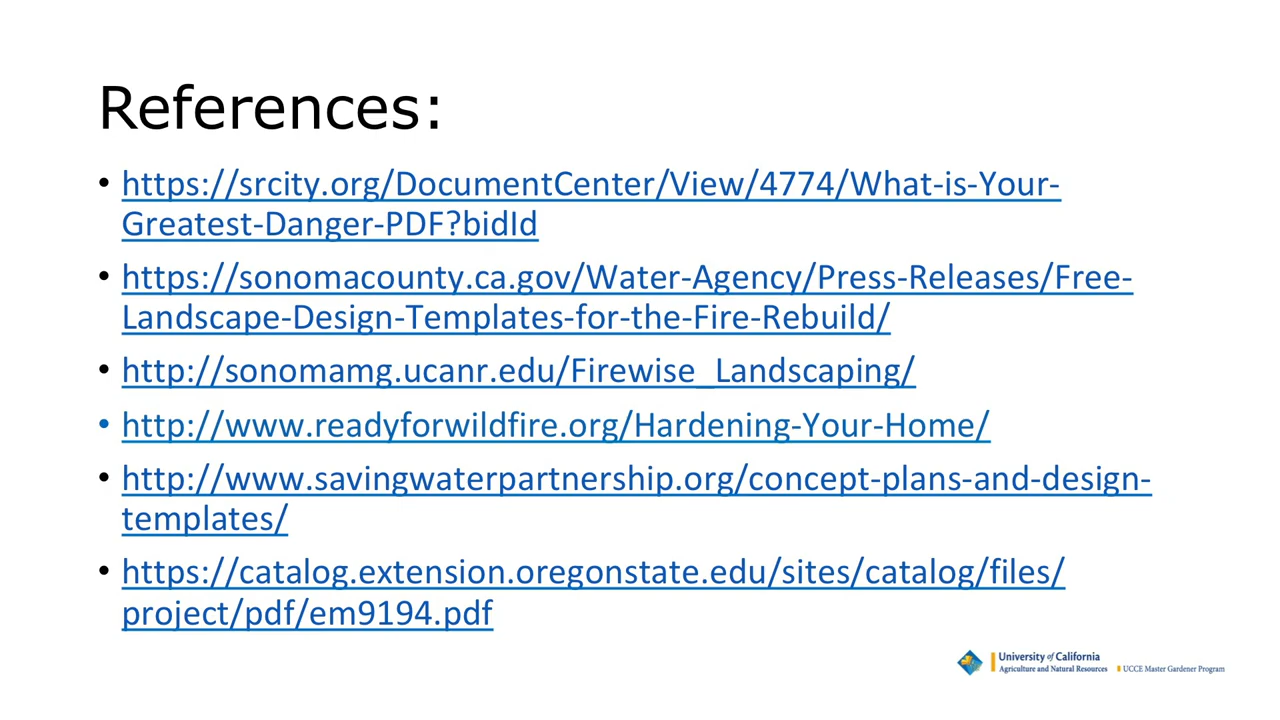 References:
• https://srcity.org/DocumentCenter/View/4774/What-is-Your-
Greatest-Danger-PDF?bidId
• https://sonomacounty.ca.gov/Water-Agency/Press-Releases/Free-
Landscape-Design-Templates-for-the-Fire-Rebuild/
• http://sonomamg.ucanr.edu/Firewise_Landscaping/
• http://www.readyforwildfire.org/Hardening-Your-Home/
• http://www.savingwaterpartnership.org/concept-plans-and-design-
templates/
• https://catalog.extension.oregonstate.edu/sites/catalog/files/
project/pdf/em9194.pdf
University of California
Agriculture and Natural Resources
UCCE Master Gardener Program